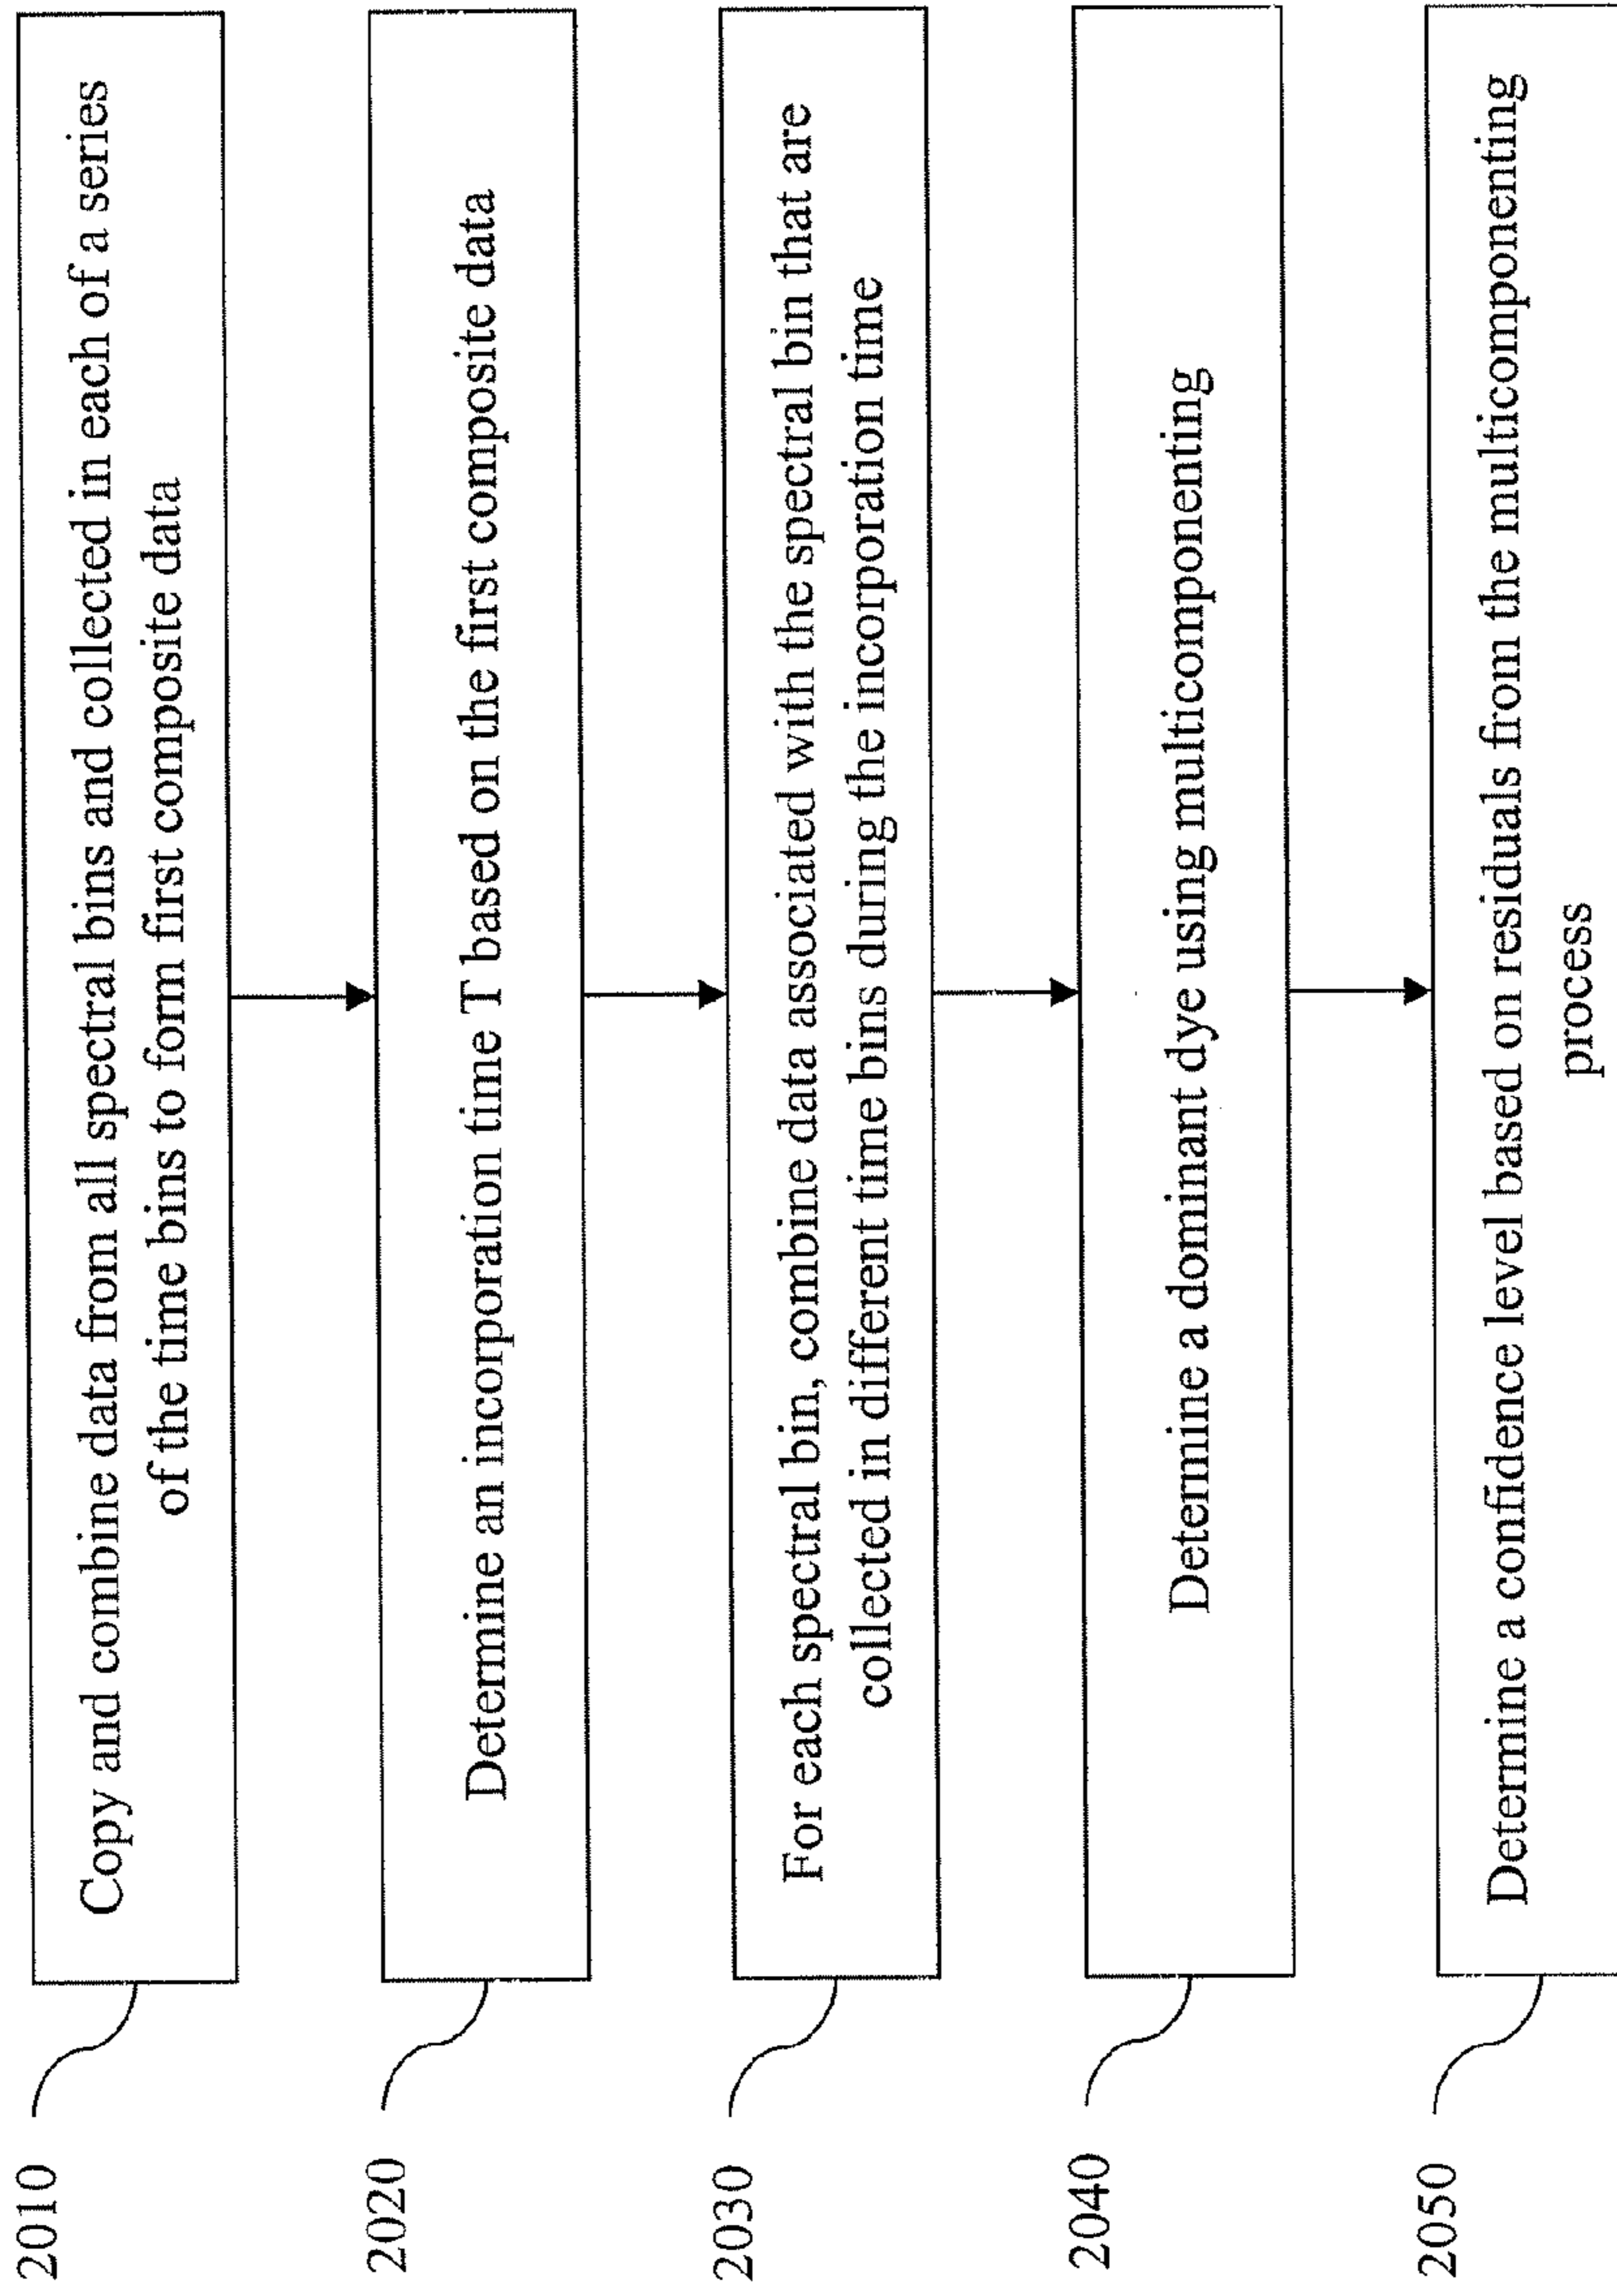 2010
Copy and combine data from all spectral bins and collected in each of a series
of the time bins to form first composite data
2020
Determine an incorporation time T based on the first composite data
2030
For each spectral bin, combine data associated with the spectral bin that are
collected in different time bins during the incorporation time
2040
Determine a dominant dye using multicomponenting
2050
Determine a confidence level based on residuals from the multicomponenting
process